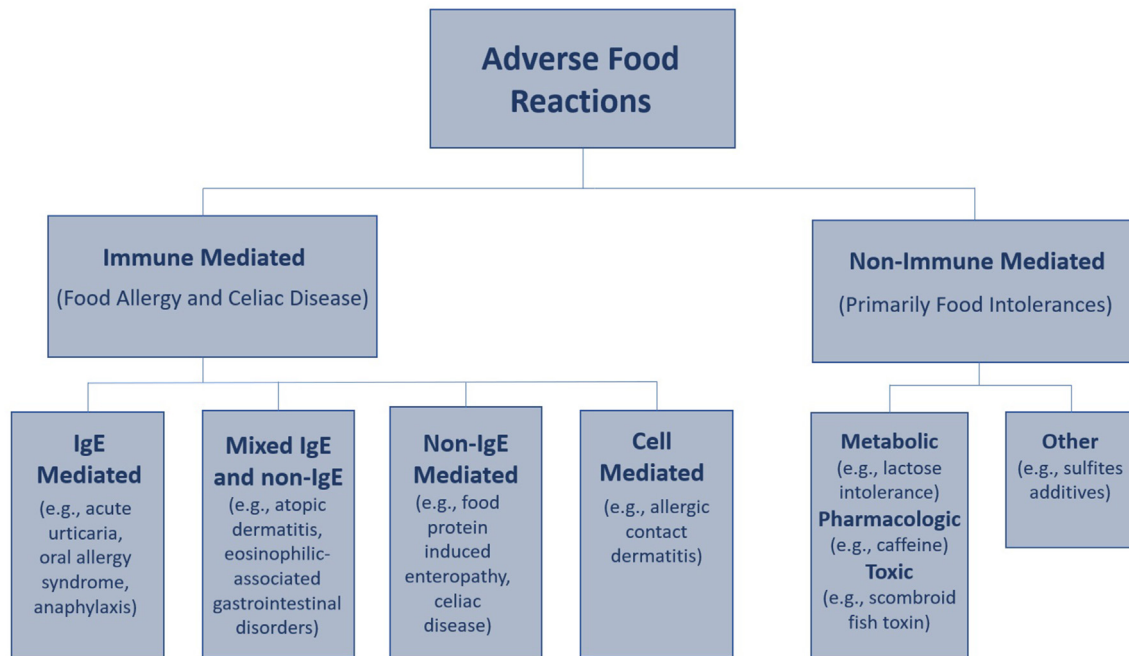 Adverse Food
Reactions
Immune Mediated
(Food Allergy and Celiac Disease)
Non-Immune Mediated
(Primarily Food Intolerances)
IgE
Mediated
(e.g., acute
urticaria,
oral allergy
syndrome,
anaphylaxis)
Mixed IgE
and non-IgE
(e.g., atopic
dermatitis,
eosinophilic-
associated
gastrointestinal
disorders)
Non-IgE
Mediated
(e.g., food
protein
induced
enteropathy,
celiac
disease)
Cell
Mediated
(e.g., allergic
contact
dermatitis)
Metabolic
(e.g., lactose
intolerance)
Pharmacologic
(e.g., caffeine)
Toxic
(e.g., scombroid
fish toxin)
Other
(e.g., sulfites
additives)